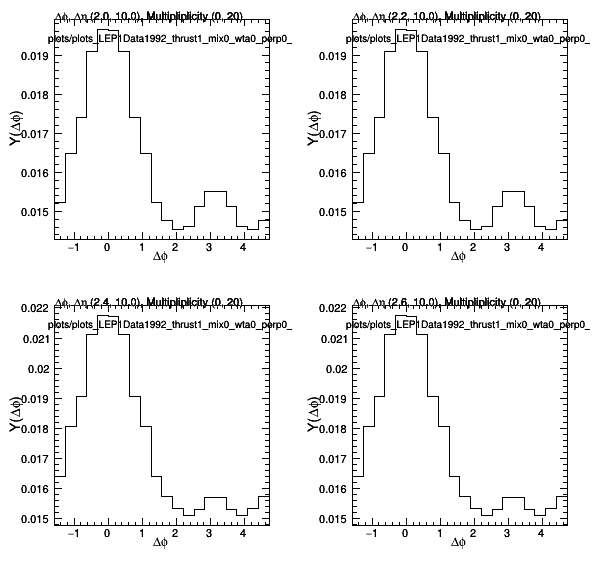 Δφ, Δη (2.0, 10.0), Multipliplicity (0, 20)
plots/plots_LEP1Data1992_thrust1_mix0_wta0_perp0_
Y(Δφ)
0.019
0.018
0.017
0.016
0.015
−1 0 1 2 3 4
Δφ
Δφ, Δη (2.2, 10.0), Multipliplicity (0, 20)
plots/plots_LEP1Data1992_thrust1_mix0_wta0_perp0_
Y(Δφ)
0.019
0.018
0.017
0.016
0.015
−1 0 1 2 3 4
Δφ
Δφ, Δη (2.4, 10.0), Multipliplicity (0, 20)
plots/plots_LEP1Data1992_thrust1_mix0_wta0_perp0_
Y(Δφ)
0.022
0.021
0.02
0.019
0.018
0.017
0.016
0.015
−1 0 1 2 3 4
Δφ
Δφ, Δη (2.6, 10.0), Multipliplicity (0, 20)
plots/plots_LEP1Data1992_thrust1_mix0_wta0_perp0_
Y(Δφ)
0.022
0.021
0.02
0.019
0.018
0.017
0.016
0.015
−1 0 1 2 3 4
Δφ